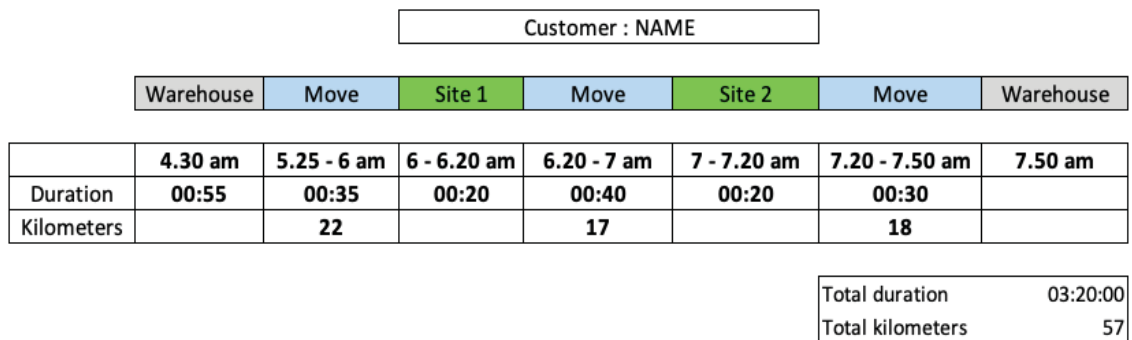 Customer : NAME
Warehouse Move Site 1 Move Site 2 Move Warehouse
4.30 am 5.25 - 6 am 6 - 6.20 am 6.20 - 7 am 7 - 7.20 am 7.20 - 7.50 am 7.50 am
Duration 00:55 00:35 00:20 00:40 00:20 00:30
Kilometers 22 17 18
Total duration 03:20:00
Total kilometers 57